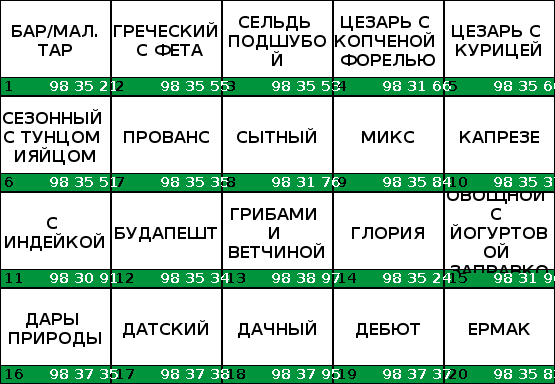 БАР/МАЛ.
ТАР
1 98 35 21
ГРЕЧЕСКИЙ
С ФЕТА
2 98 35 55
СЕЛЬДЬ
ПОДШУБО
Й
3 98 35 53
ЦЕЗАРЬ С
КОПЧЕНОЙ
ФОРЕЛЬЮ
4 98 31 66
ЦЕЗАРЬ С
КУРИЦЕЙ
5 98 35 6
СЕЗОННЫЙ
С ТУНЦОМ
ИЯЙЦОМ
6 98 35 51
ПРОВАНС
7 98 35 35
СЫТНЫЙ
8 98 31 76
МИКС
9 98 35 84
КАПРЕЗЕ
10 98 35 3
С
ИНДЕЙКОЙ
11 98 30 91
БУДАПЕШТ
12 98 35 34
ГРИБАМИ
И
ВЕТЧИНОЙ
13 98 38 97
ГЛОРИЯ
14 98 35 24
ОВОЩНОЙ
С
ЙОГУРТОВ
ОЙ
ЗАПРАВКО
15 98 31 9
ДАРЫ
ПРИРОДЫ
16 98 37 35
ДАТСКИЙ
17 98 37 38
ДАЧНЫЙ
18 98 37 95
ДЕБЮТ
19 98 37 37
ЕРМАК
20 98 35 8